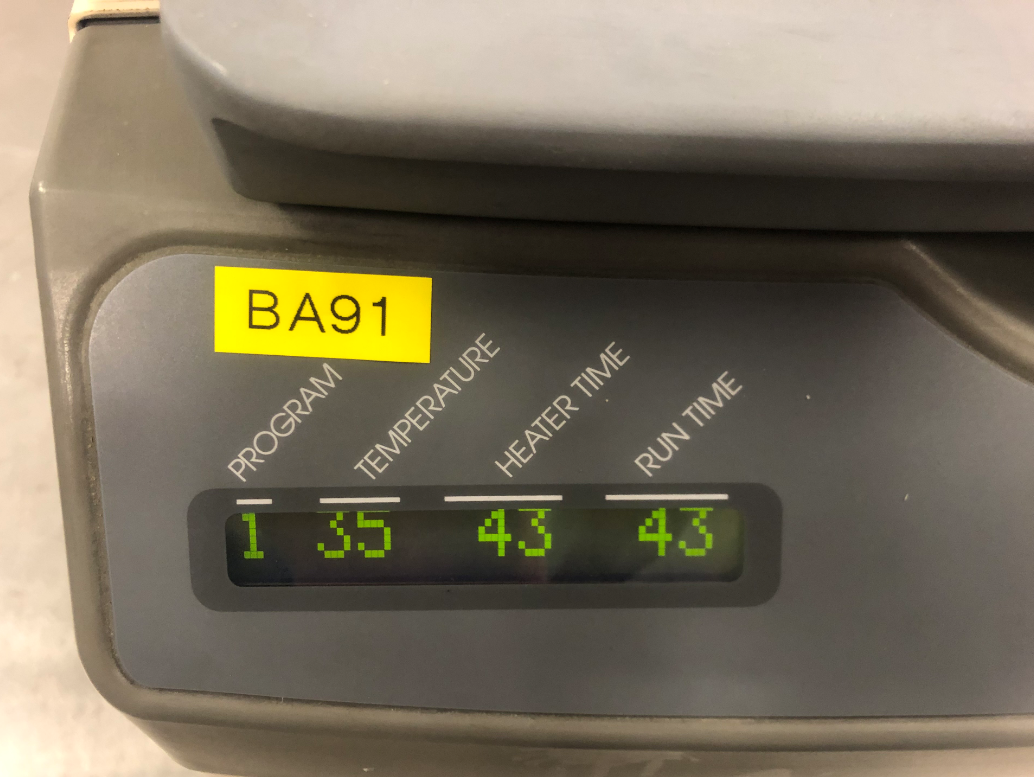 BA91
PROGRAM TEMPERATURE HEATER TIME RUN TIME
1 35 43 43